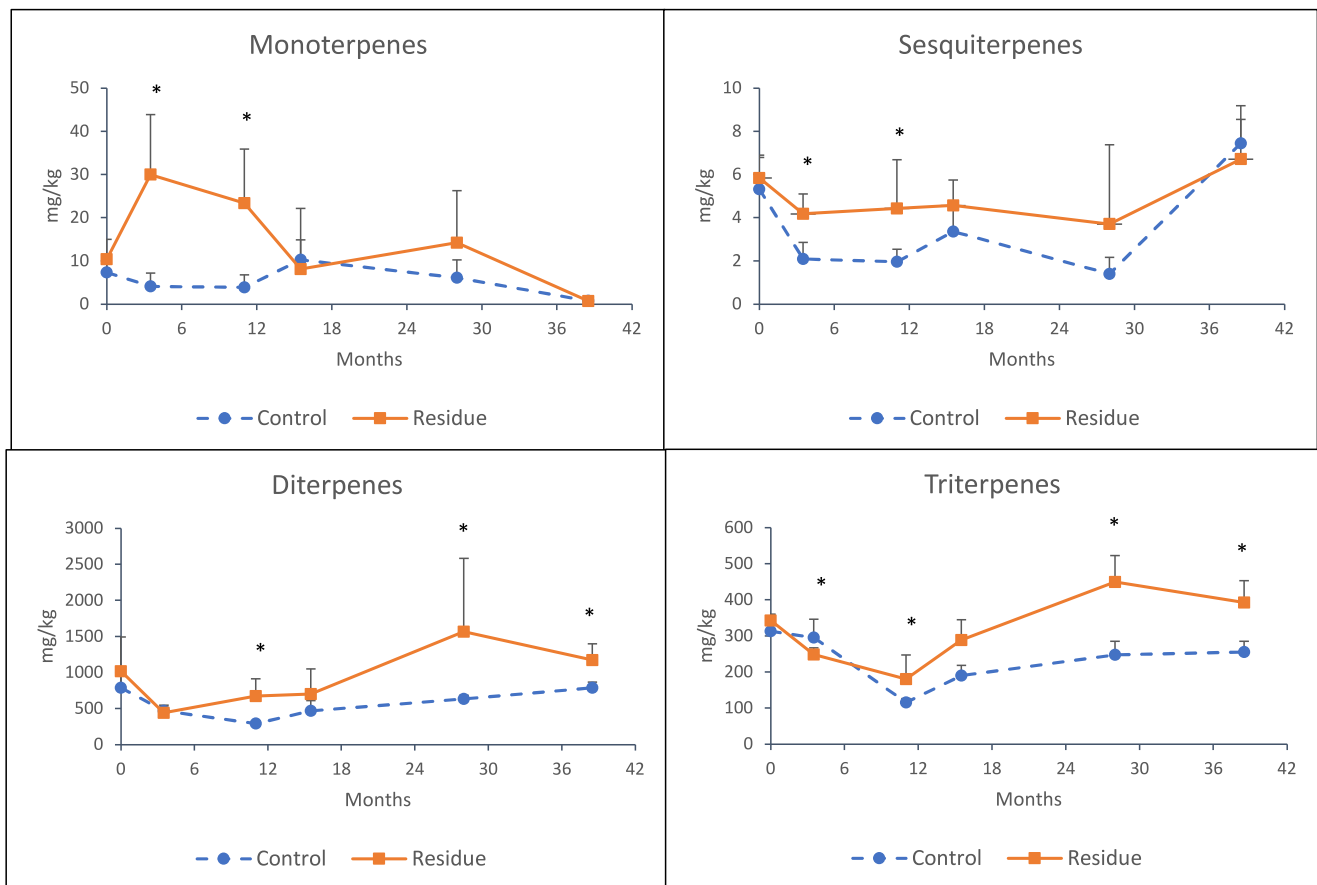 Monoterpenes
50
*
*
40
30
mg/kg
20
10
0
0 6 12 18 24 30 36 42
Months
Control Residue
Sesquiterpenes
10
*
8
*
6
mg/kg
4
2
0
0 6 12 18 24 30 36 42
Months
Control Residue
Diterpenes
3000
*
2500
2000
*
1500
*
mg/kg
1000
500
0
0 6 12 18 24 30 36 42
Months
Control Residue
Triterpenes
600
*
*
500
*
400
*
300
mg/kg
200
100
0
0 6 12 18 24 30 36 42
Months
Control Residue